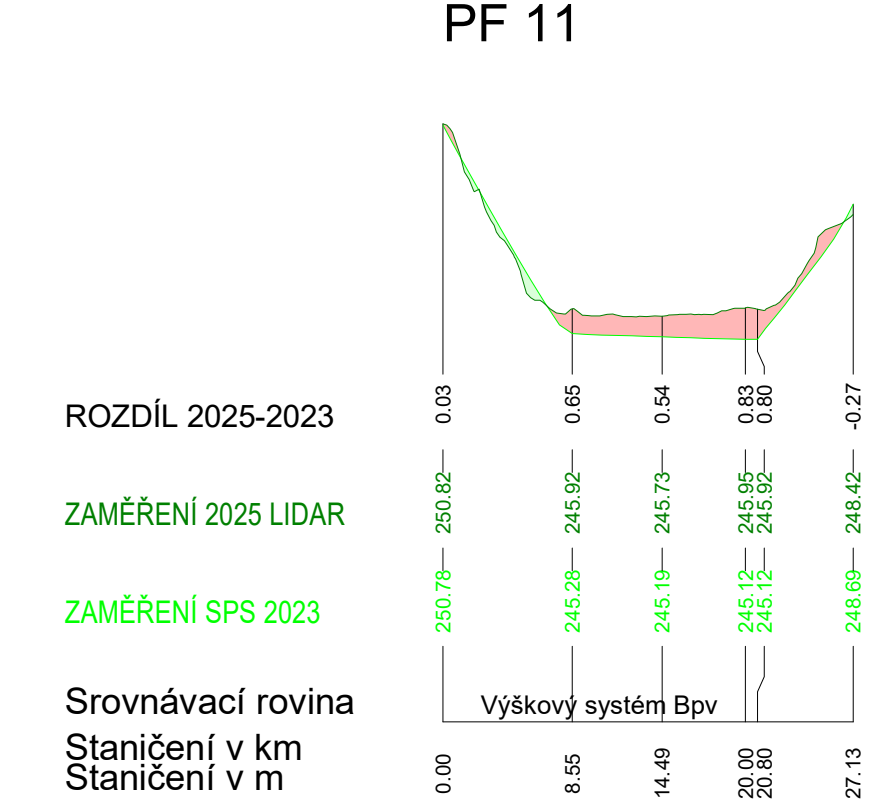 PF 11
ROZDÍL 2025-2023 0.03 0.65 0.54 0.83 0.80 -0.27
ZAMĚŘENÍ 2025 LIDAR 250.82 245.92 245.73 245.95 245.92 248.42
ZAMĚŘENÍ SPS 2023 250.78 245.28 245.19 245.12 245.12 248.69
Srovnávací rovina Výškový systém Bpv
Staničení v km
Staničení v m 0.00 8.55 14.49 20.00 20.80 27.13